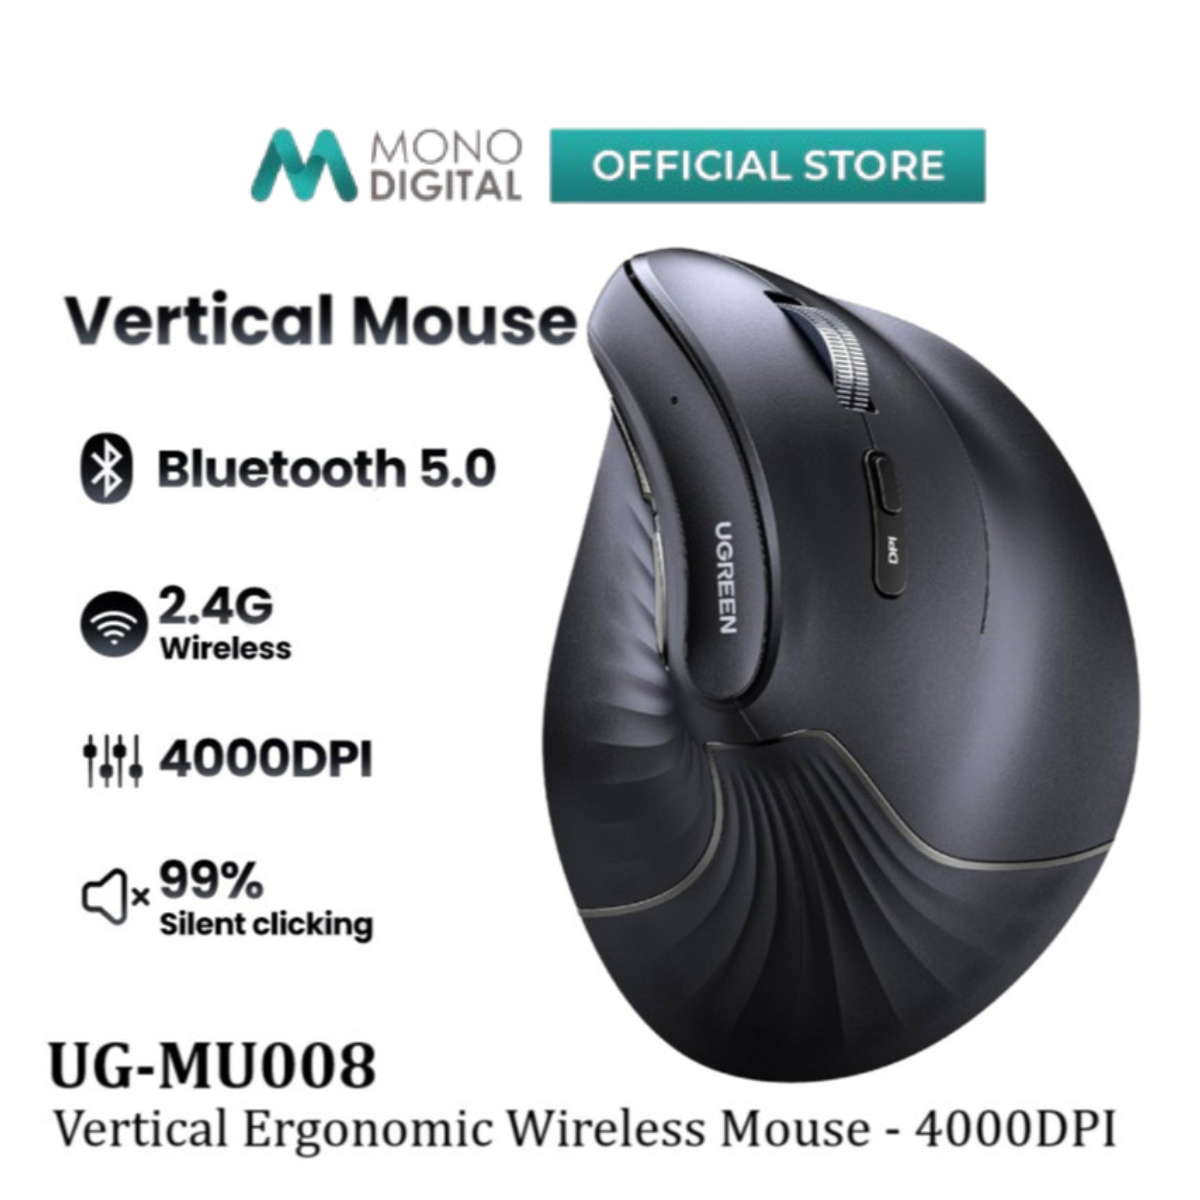 MONO
DIGITAL
OFFICIAL STORE
Vertical Mouse
Bluetooth 5.0
2.4G
Wireless
4000DPI
99%
Silent clicking
UGREEN
DPI
UG-MU008
Vertical Ergonomic Wireless Mouse - 4000DPI